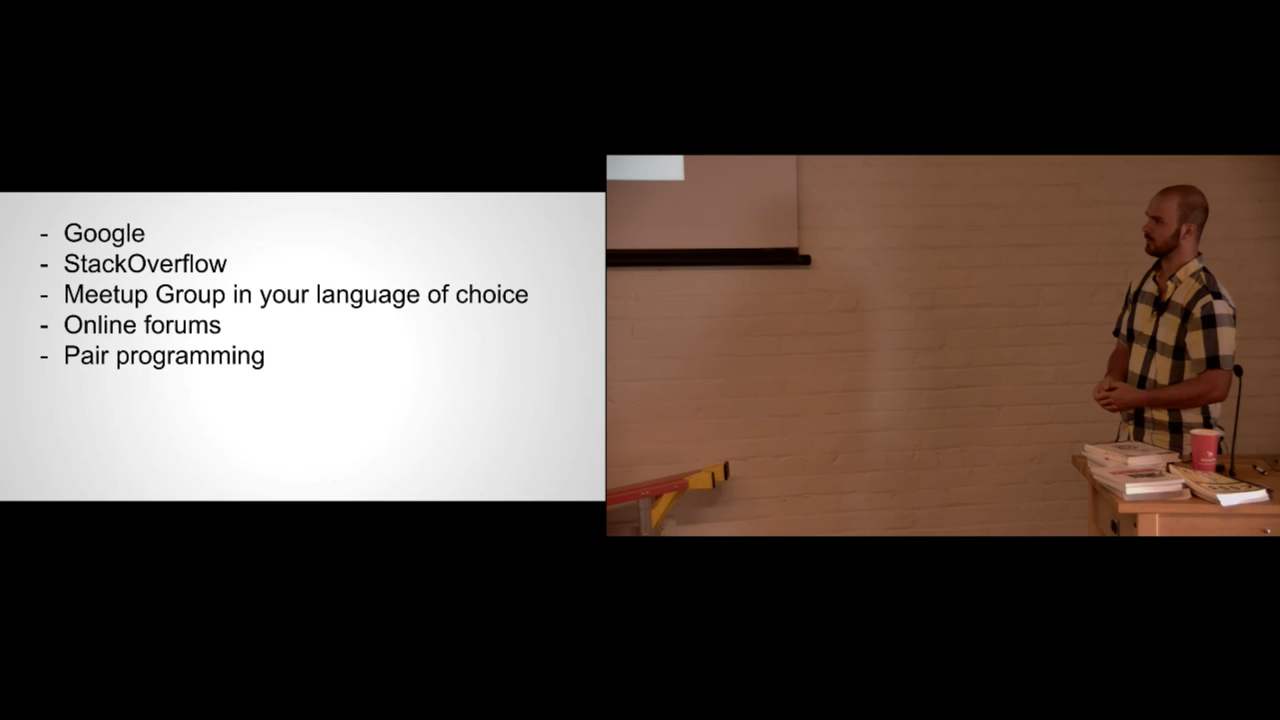 - Google
- StackOverflow
- Meetup Group in your language of choice
- Online forums
- Pair programming